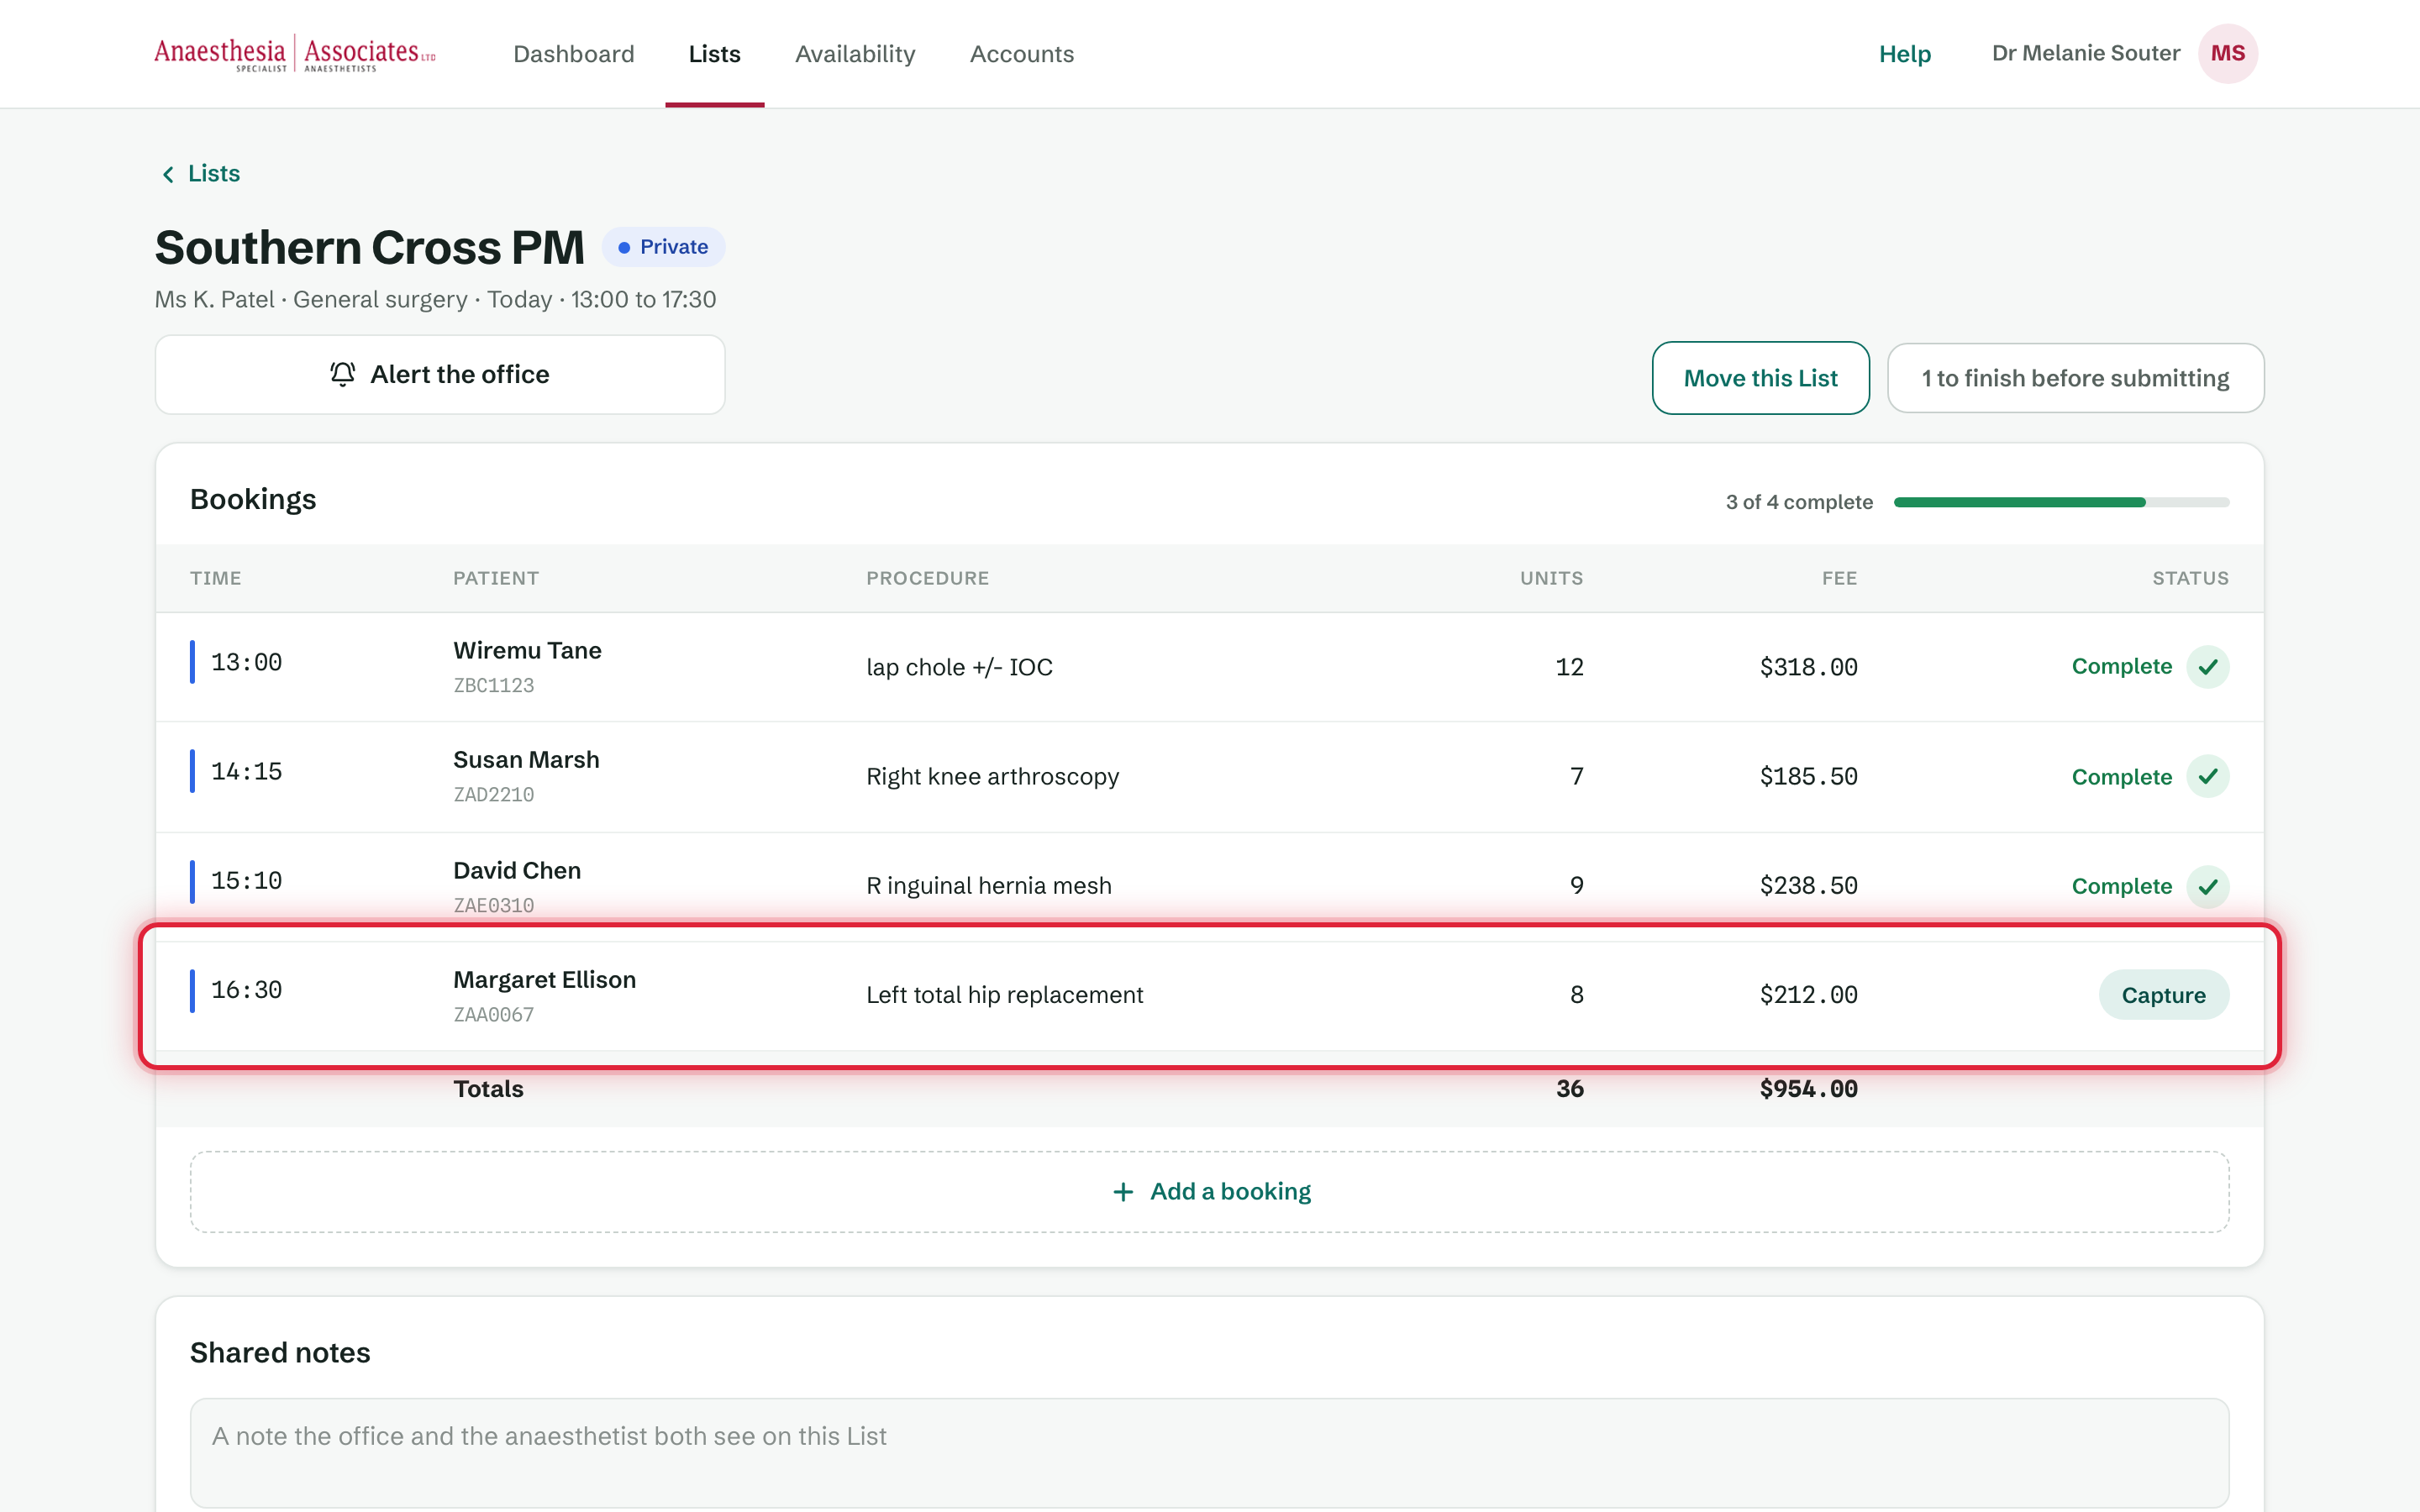 Anaesthesia Associates LTD
SPECIALIST ANAESTHETISTS
Dashboard Lists Availability Accounts
Help Dr Melanie Souter MS
Lists
Southern Cross PM Private
Ms K. Patel · General surgery · Today · 13:00 to 17:30
Alert the office
Move this List 1 to finish before submitting
Bookings 3 of 4 complete
TIME PATIENT PROCEDURE UNITS FEE STATUS
13:00 Wiremu Tane lap chole +/- IOC 12 $318.00 Complete
ZBC1123
14:15 Susan Marsh Right knee arthroscopy 7 $185.50 Complete
ZAD2210
15:10 David Chen R inguinal hernia mesh 9 $238.50 Complete
ZAE0310
16:30 Margaret Ellison Left total hip replacement 8 $212.00 Capture
ZAA0067
Totals 36 $954.00
+ Add a booking
Shared notes
A note the office and the anaesthetist both see on this List